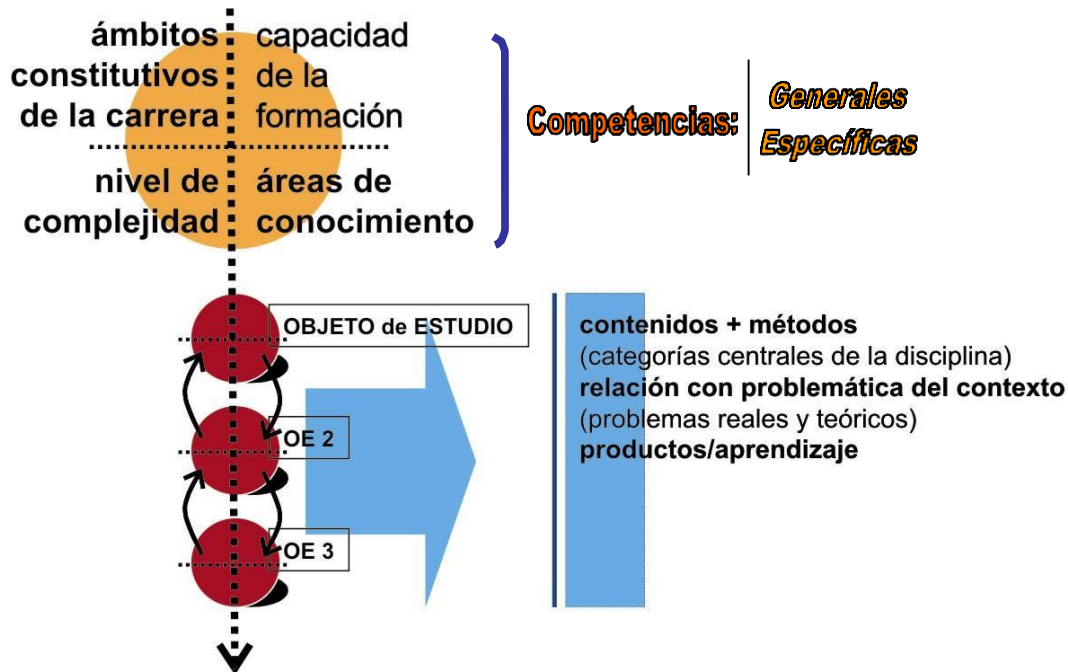 ámbitos
constitutivos
de la carrera
capacidad
de la
formación
nivel de
complejidad
áreas de
conocimiento
Competencias:
Generales
Específicas
OBJETO de ESTUDIO
OE 2
OE 3
contenidos + métodos
(categorías centrales de la disciplina)
relación con problemática del contexto
(problemas reales y teóricos)
productos/aprendizaje